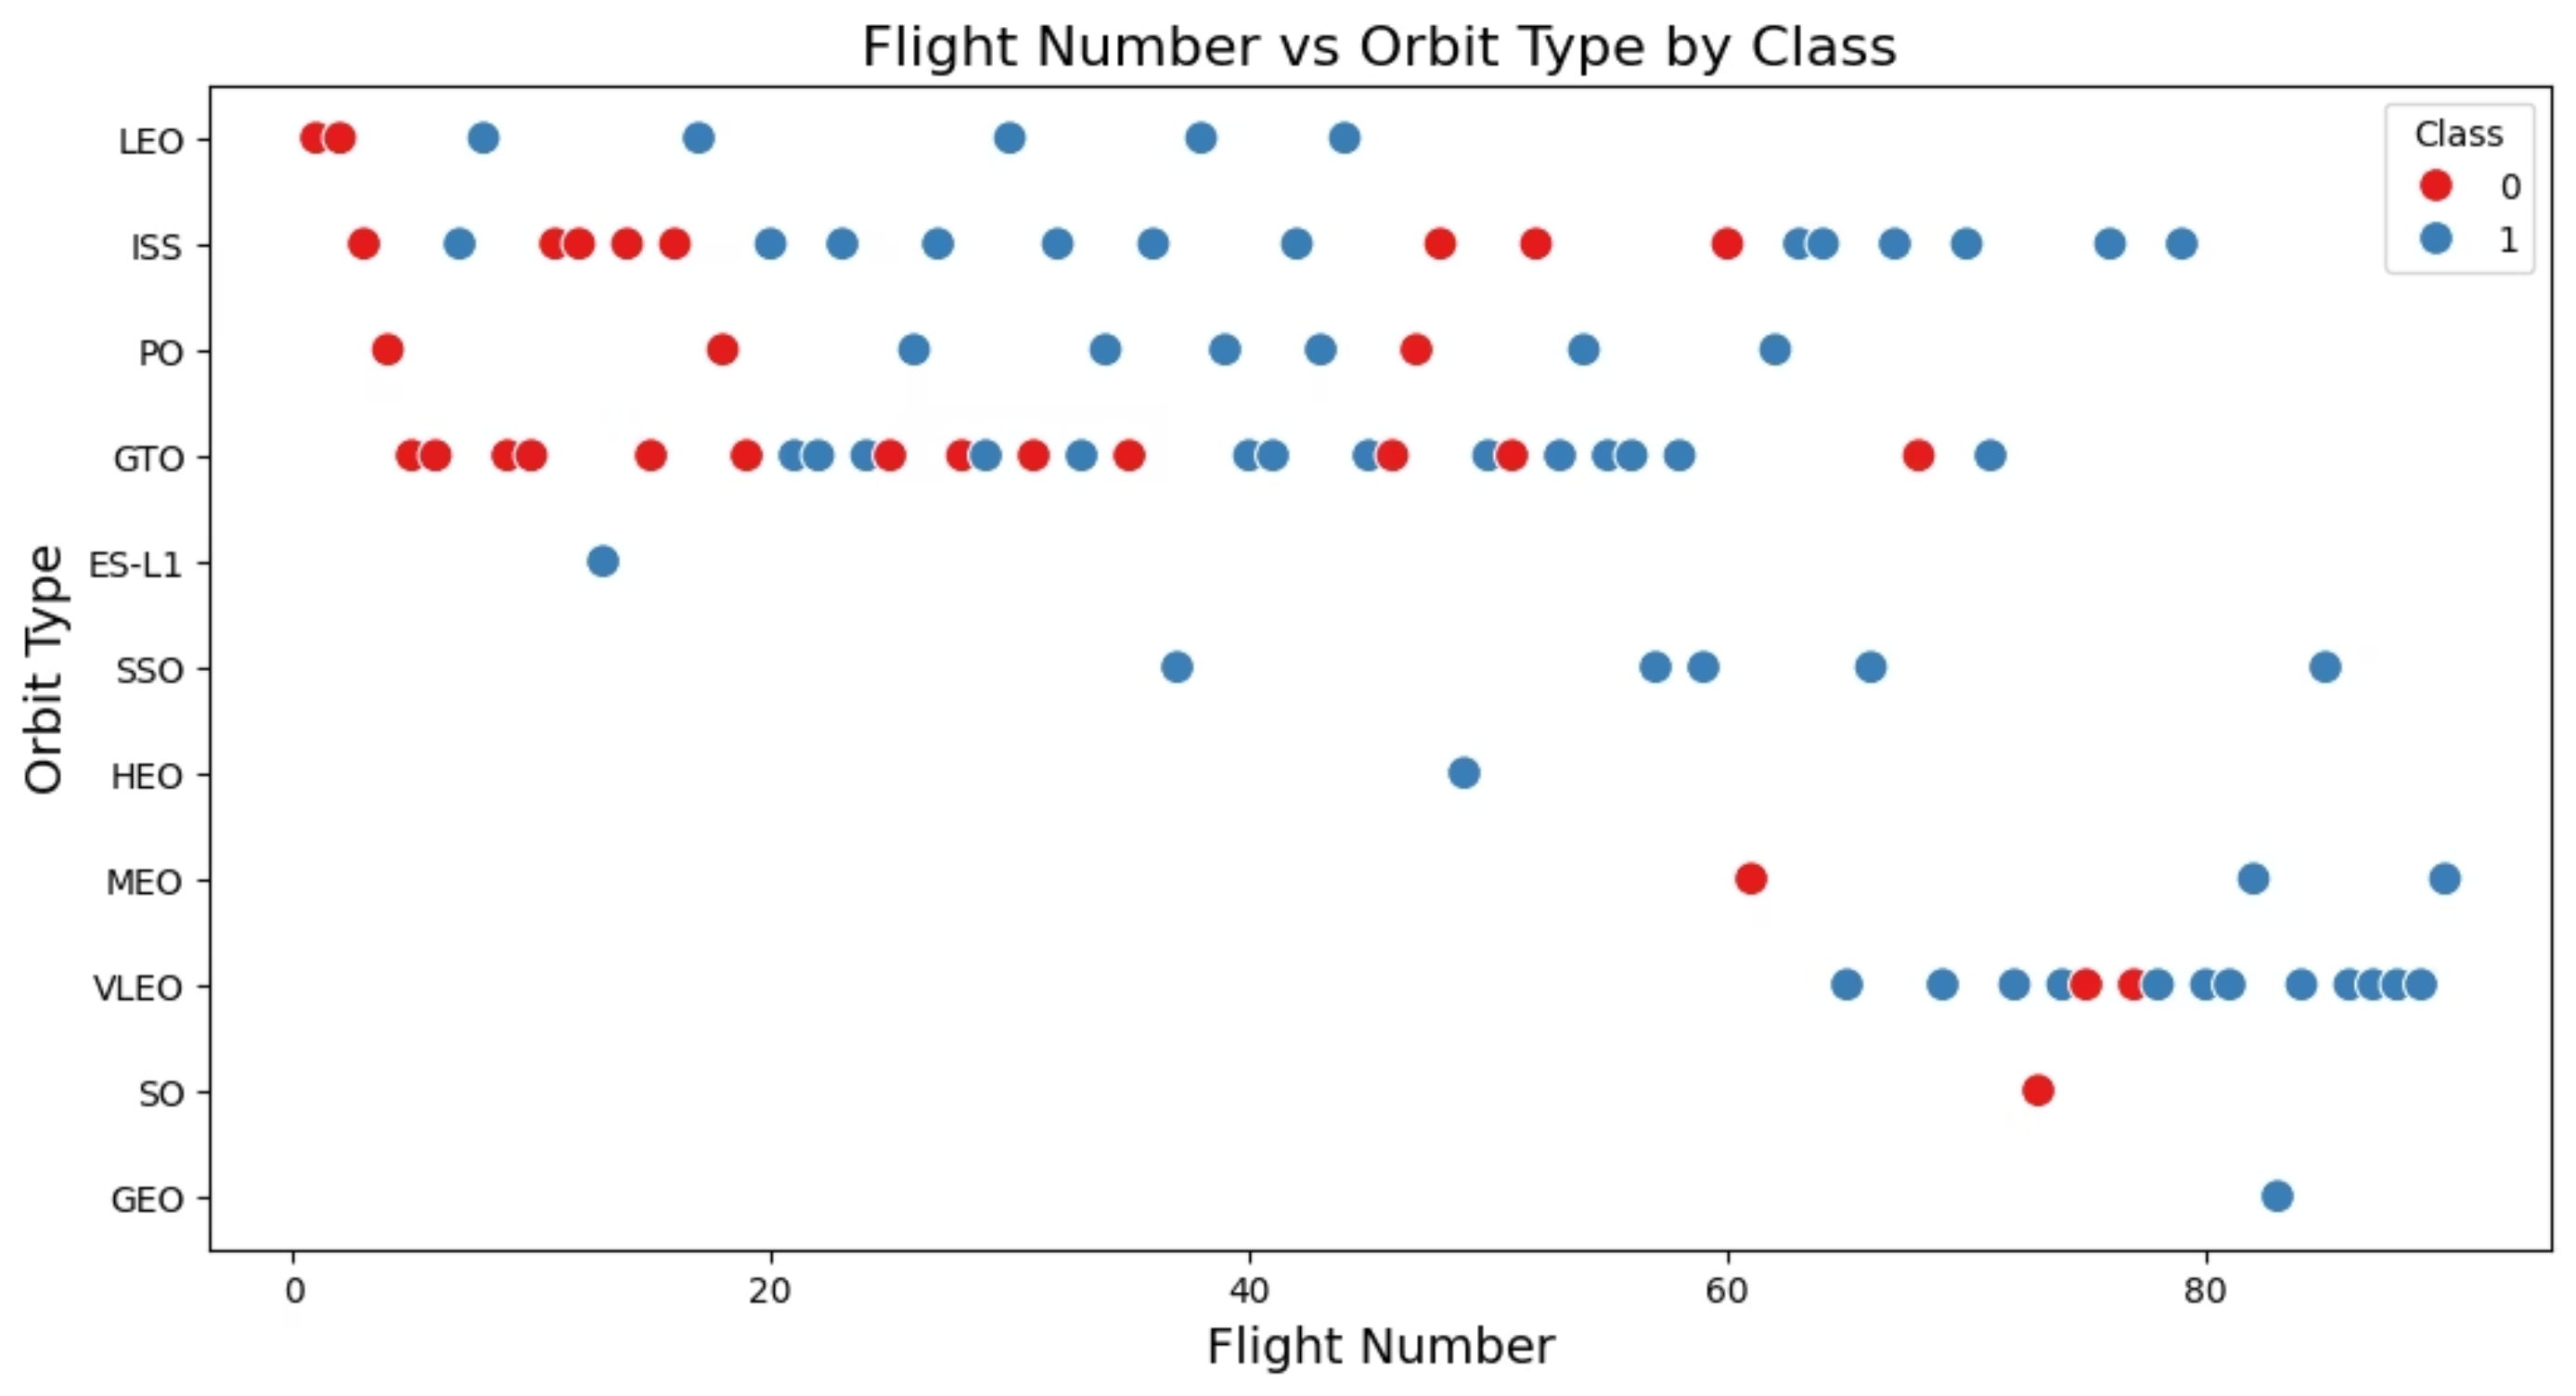 Flight Number vs Orbit Type by Class
Class
0
1
Orbit Type
LEO
ISS
PO
GTO
ES-L1
SSO
HEO
MEO
VLEO
SO
GEO
0 20 40 60 80
Flight Number